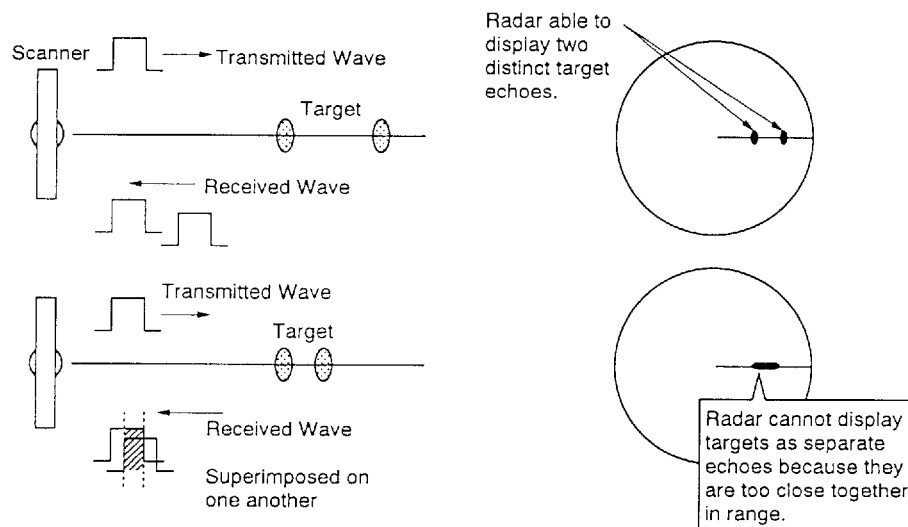 Scanner
Transmitted Wave
Target
Received Wave
Radar able to
display two
distinct target
echoes.
Transmitted Wave
Target
Received Wave
Superimposed on
one another
Radar cannot display
targets as separate
echoes because they
are too close together
in range.